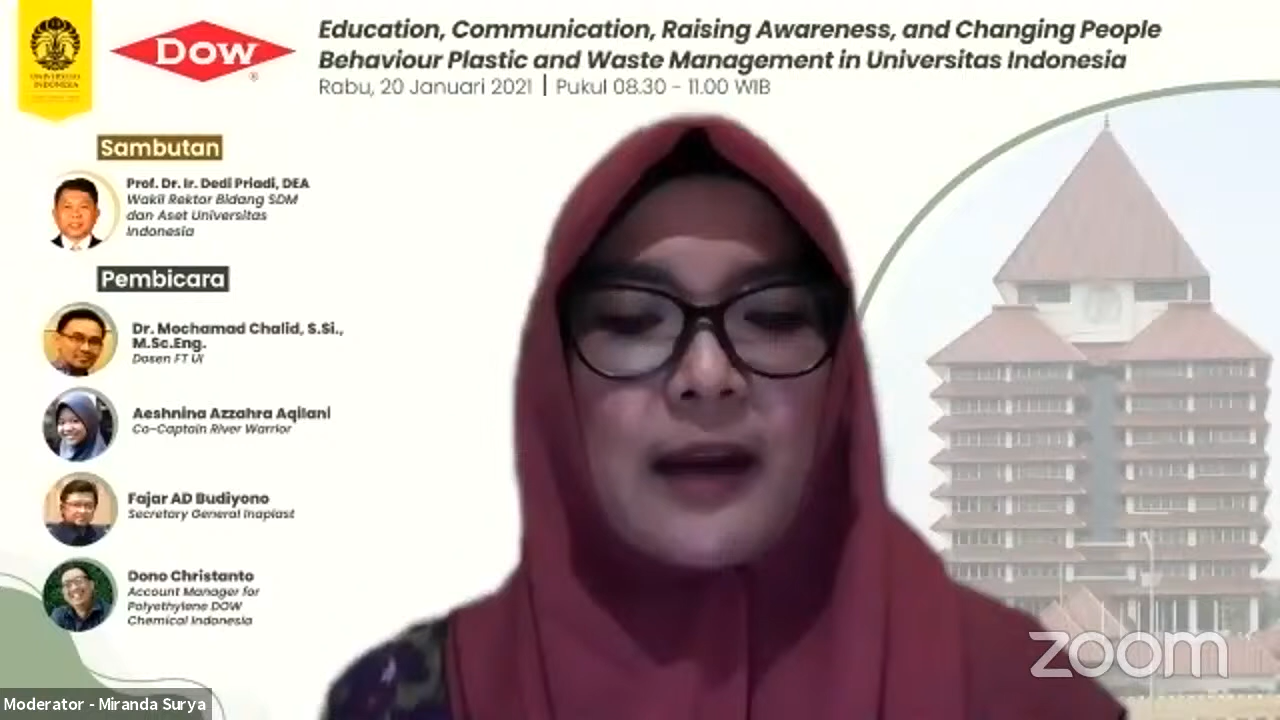 UNIVERSITAS
INDONESIA
DOW
®
Education, Communication, Raising Awareness, and Changing People
Behaviour Plastic and Waste Management in Universitas Indonesia
Rabu, 20 Januari 2021 | Pukul 08.30 - 11.00 WIB
Sambutan
Prof. Dr. Ir. Dedi Priadi, DEA
Wakil Rektor Bidang SDM
dan Aset Universitas
Indonesia
Pembicara
Dr. Mochamad Chalid, S.Si.,
M.Sc.Eng.
Dosen FT UI
Aeshnina Azzahra Aqilani
Co-Captain River Warrior
Fajar AD Budiyono
Secretary General Inaplast
Dono Christanto
Account Manager for
Polyethylene DOW
Chemical Indonesia
zoom
Moderator - Miranda Surya